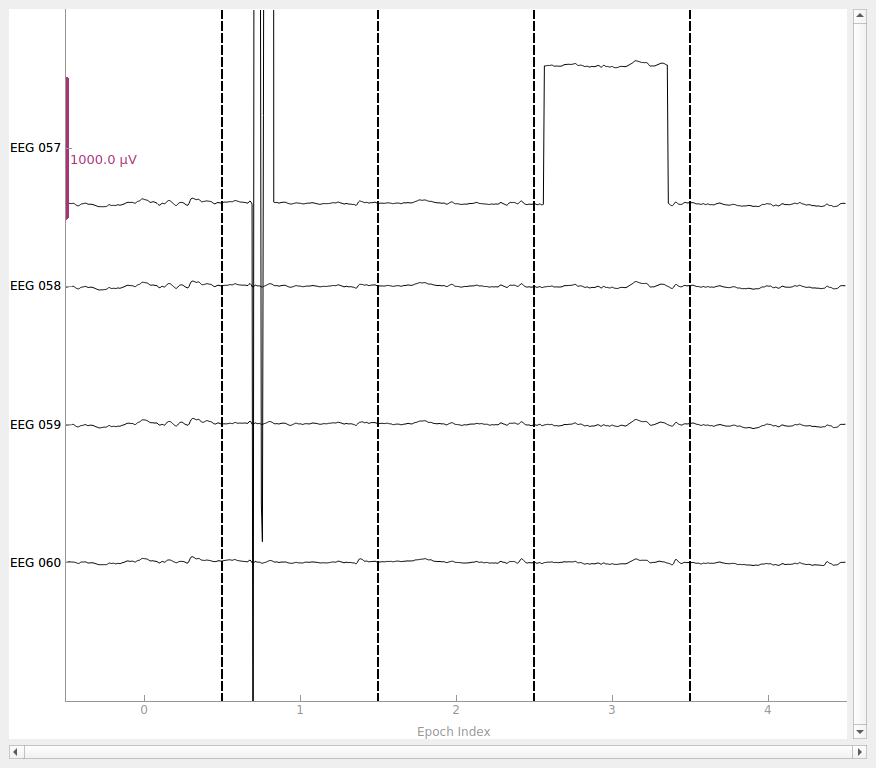 EEG 057
1000.0 µV
EEG 058
EEG 059
EEG 060
0 1 2 3 4
Epoch Index